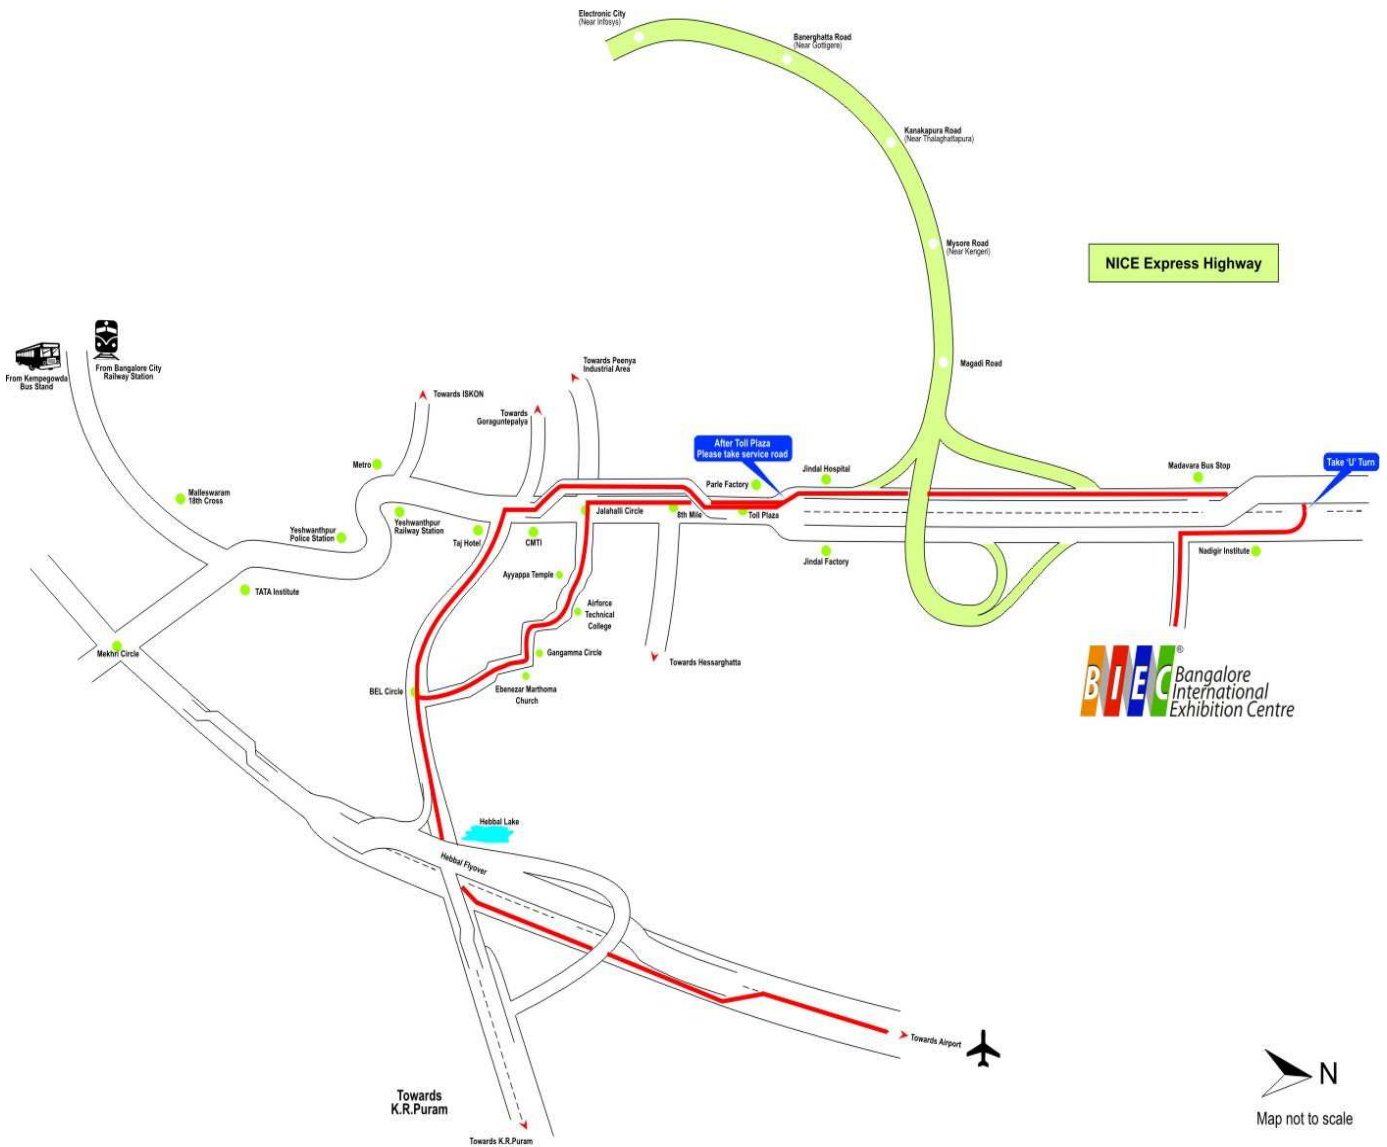 Electronic City
(Near Infosys)
Banerghatta Road
(Near Gottigere)
Kanakapura Road
(Near Thalaghattapura)
Mysore Road
(Near Kengeri)
NICE Express Highway
Magadi Road
From Kempegowda
Bus Stand
From Bangalore City
Railway Station
Towards ISKON
Towards
Goraguntepalya
Towards Peenya
Industrial Area
After Toll Plaza
Please take service road
Take 'U' Turn
Metro
Malleswaram
18th Cross
Yeshwanthpur
Police Station
Yeshwanthpur
Railway Station
Taj Hotel
CMTI
Jalahalli Circle
8th Mile
Parle Factory
Toll Plaza
Jindal Hospital
Madavara Bus Stop
Jindal Factory
Nadigir Institute
TATA Institute
Mekhri Circle
Ayyappa Temple
Airforce
Technical
College
Gangamma Circle
Ebenezar Marthoma
Church
BEL Circle
Towards Hessarghatta
BIEC®
Bangalore
International
Exhibition Centre
Hebbal Lake
Hebbal Flyover
Towards Airport
Towards
K.R.Puram
Towards K.R.Puram
N
Map not to scale